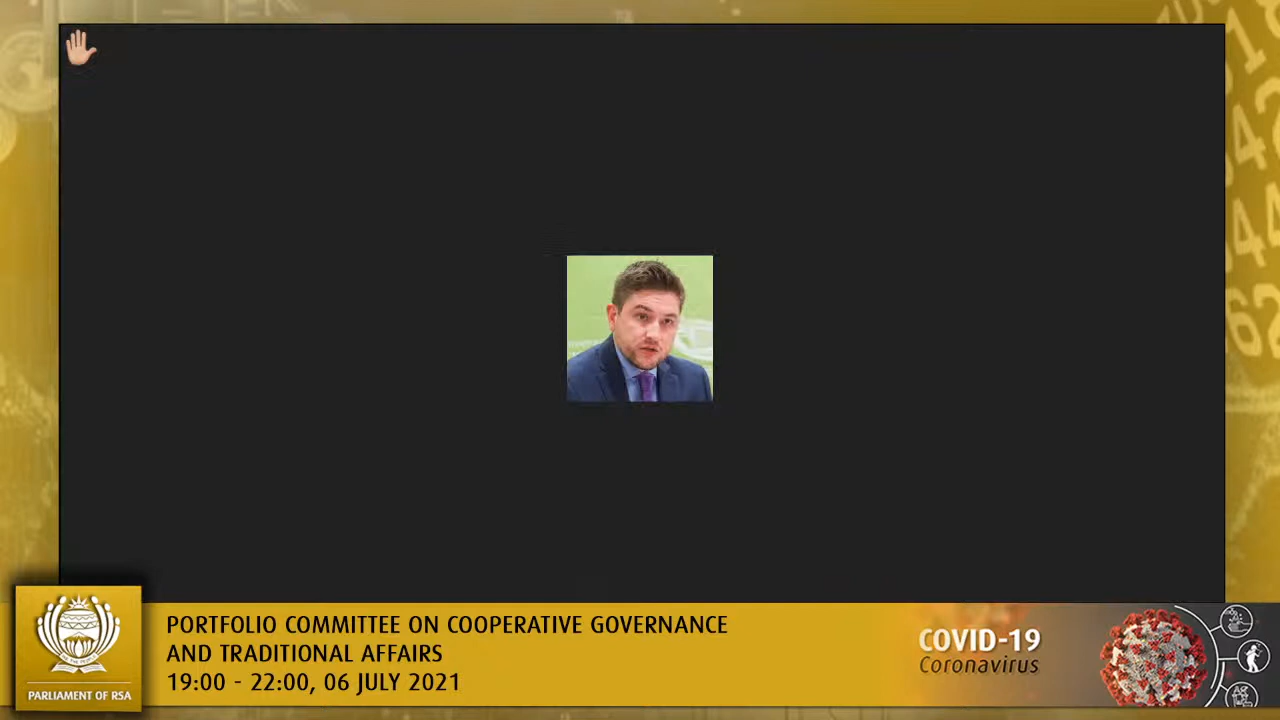 PORTFOLIO COMMITTEE ON COOPERATIVE GOVERNANCE
AND TRADITIONAL AFFAIRS
19:00 - 22:00, 06 JULY 2021
PARLIAMENT OF RSA
COVID-19
Coronavirus